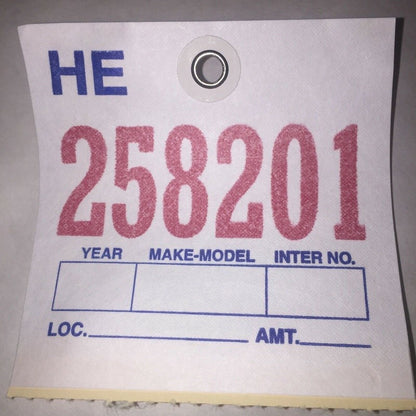 HE
258201
YEAR MAKE-MODEL INTER NO.
LOC. AMT.